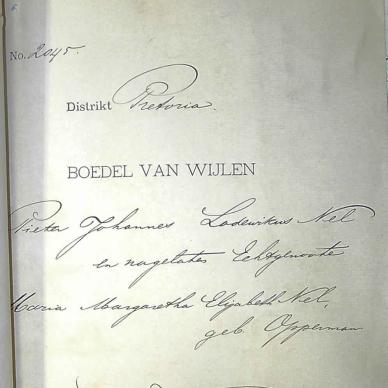 No. 2045.
Distrikt Pretoria.
BOEDEL VAN WIJLEN
Pieter Johannes Lodewikus Nel
en nagelates Echtgenoote
Maria Margaretha Elizabeth Nel,
geb. Opperman